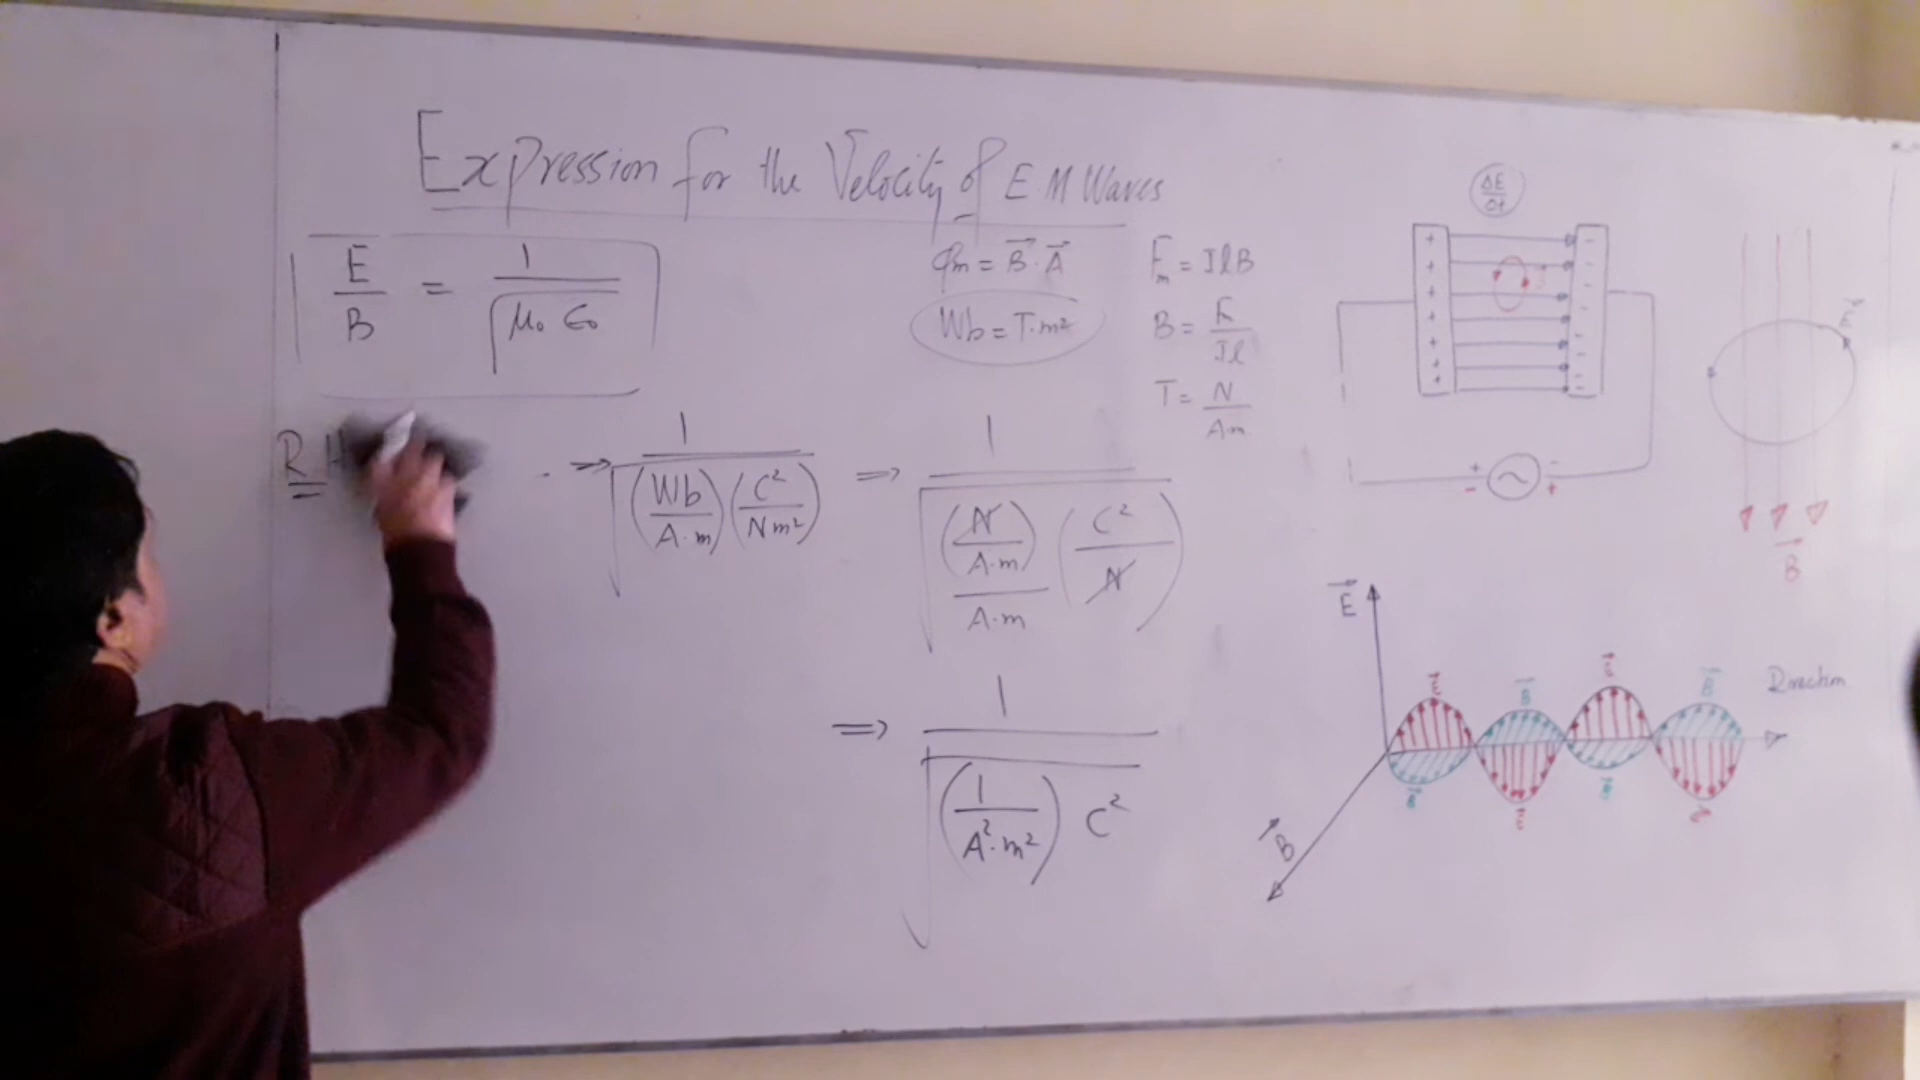 Expression for the Velocity of E M Waves
E/B = 1/√(μ₀ ε₀)
φm = B⃗ · A⃗
Wb = T·m²
Fm = IlB
B = F/Il
T = N/Am
R H
⇒ 1/√((Wb/A·m)(C²/Nm²)) ⇒ 1/√(((N/A·m)/A·m)(C²/N))
⇒ 1/√((1/A²·m²) C²)
ΔE/Δt
+ + + + + + +
- - - - - - -
+ -
- +
B⃗
E⃗
E⃗ B⃗ E⃗ B⃗ Direction
B⃗ E⃗ B⃗ E⃗
B⃗